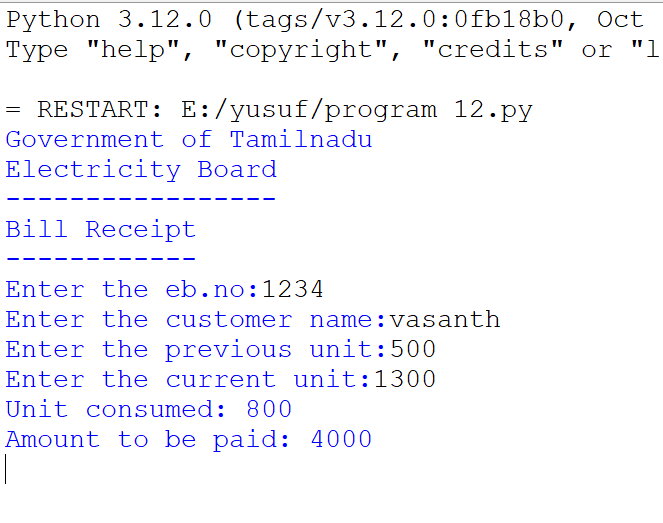 Python 3.12.0 (tags/v3.12.0:0fb18b0, Oct
Type "help", "copyright", "credits" or "l
= RESTART: E:/yusuf/program 12.py
Government of Tamilnadu
Electricity Board
-----------------
Bill Receipt
------------
Enter the eb.no:1234
Enter the customer name:vasanth
Enter the previous unit:500
Enter the current unit:1300
Unit consumed: 800
Amount to be paid: 4000